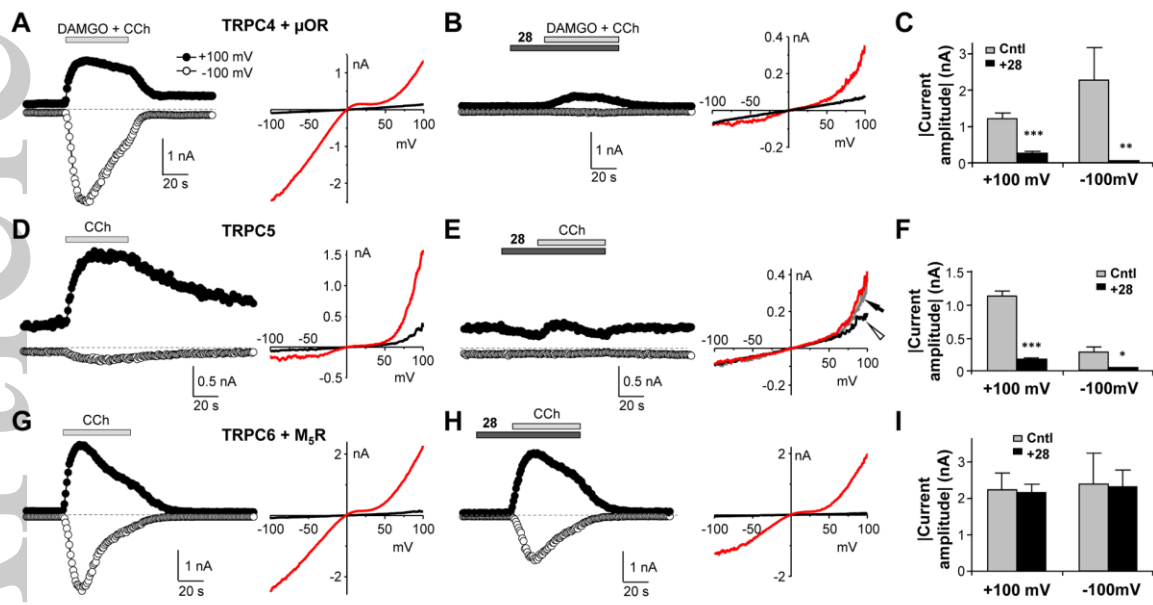 A
DAMGO + CCh
TRPC4 + μOR
+100 mV
-100 mV
1 nA
20 s
nA
1
-100 -50
50 100
mV
-1
-2
B
28
DAMGO + CCh
1 nA
20 s
nA
0.4
0.2
-100 -50
50 100
mV
-0.2
C
|Current amplitude| (nA)
3
2
1
0
Cntl
+28
***
**
+100 mV -100mV
D
CCh
TRPC5
0.5 nA
20 s
nA
1.5
1.0
0.5
-100 -50
50 100
mV
-0.5
E
28
CCh
0.5 nA
20 s
nA
0.4
0.2
-100 -50
50 100
mV
-0.2
F
|Current amplitude| (nA)
1.5
1.0
0.5
0
Cntl
+28
***
*
+100 mV -100mV
G
CCh
TRPC6 + M5R
1 nA
20 s
nA
2
-100 -50
50 100
mV
-2
H
28
CCh
1 nA
20 s
nA
2
-100 -50
50 100
mV
-2
I
|Current amplitude| (nA)
3
2
1
0
Cntl
+28
+100 mV -100mV